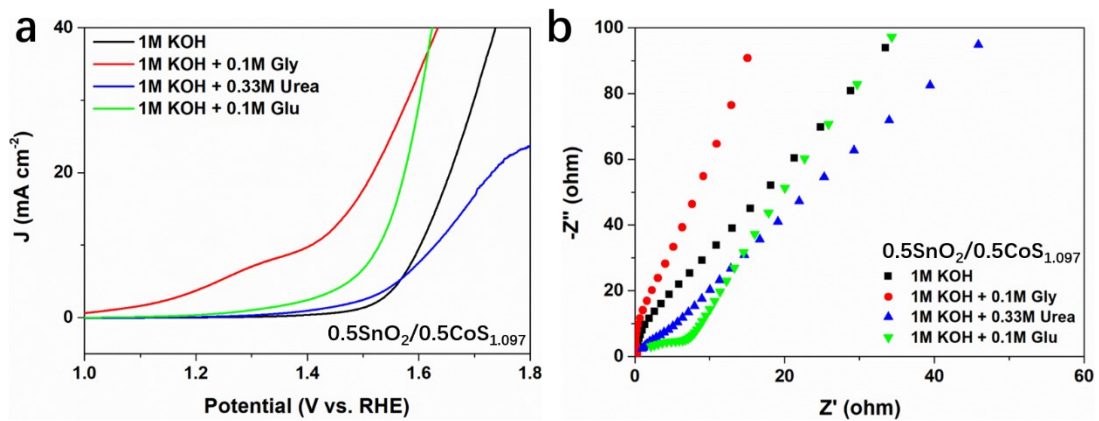 a
J (mA cm⁻²)
40
20
0
1M KOH
1M KOH + 0.1M Gly
1M KOH + 0.33M Urea
1M KOH + 0.1M Glu
0.5SnO₂/0.5CoS₁.₀₉₇
1.0 1.2 1.4 1.6 1.8
Potential (V vs. RHE)
b
-Z" (ohm)
100
80
60
40
20
0
0.5SnO₂/0.5CoS₁.₀₉₇
1M KOH
1M KOH + 0.1M Gly
1M KOH + 0.33M Urea
1M KOH + 0.1M Glu
0 20 40 60
Z' (ohm)